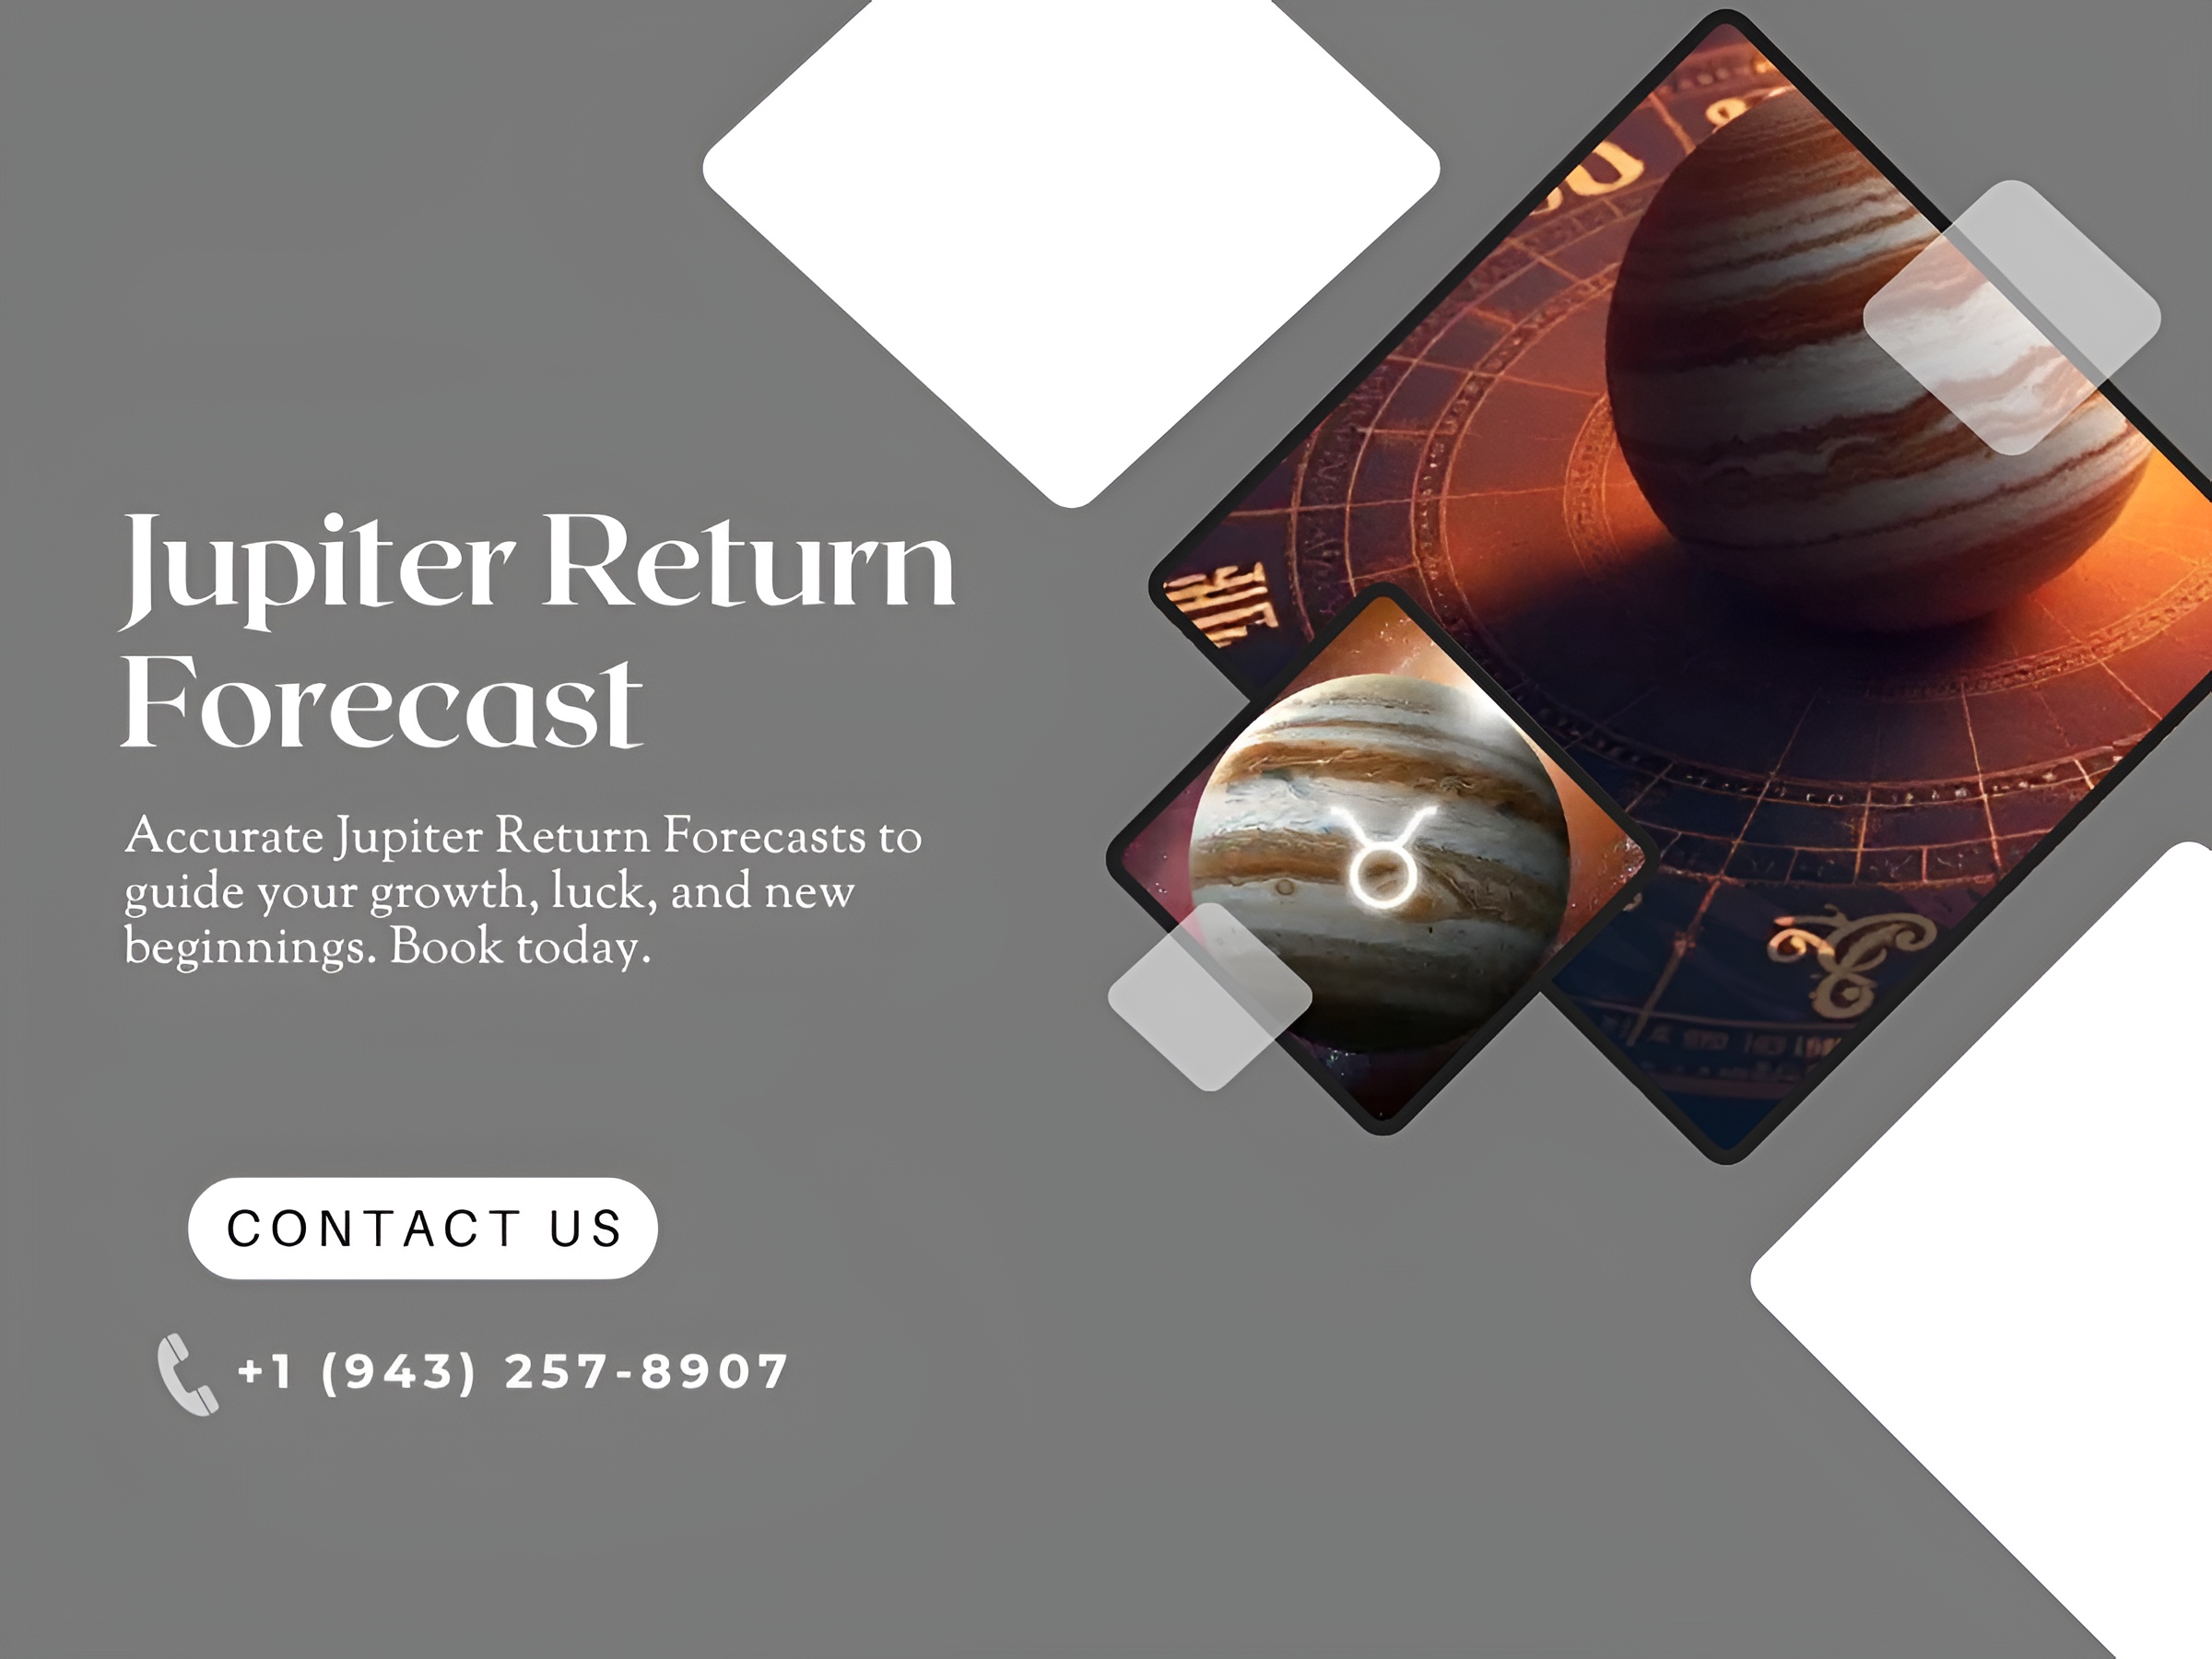 Jupiter Return
Forecast
Accurate Jupiter Return Forecasts to
guide your growth, luck, and new
beginnings. Book today.
CONTACT US
+1 (943) 257-8907